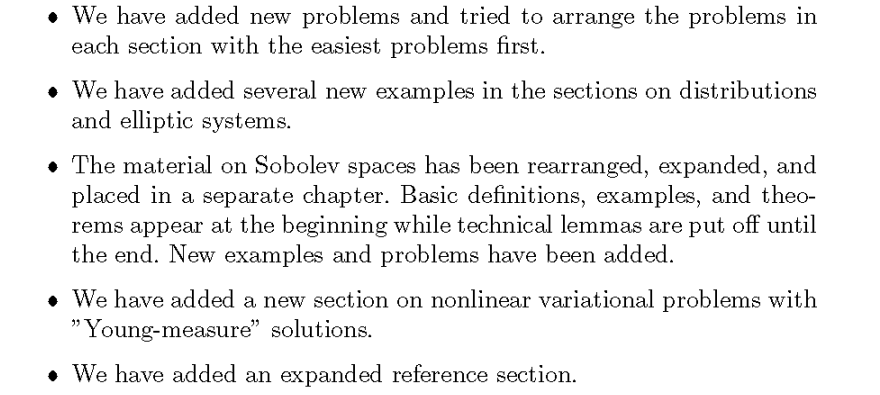 • We have added new problems and tried to arrange the problems in
each section with the easiest problems first.
• We have added several new examples in the sections on distributions
and elliptic systems.
• The material on Sobolev spaces has been rearranged, expanded, and
placed in a separate chapter. Basic definitions, examples, and theo-
rems appear at the beginning while technical lemmas are put off until
the end. New examples and problems have been added.
• We have added a new section on nonlinear variational problems with
”Young-measure” solutions.
• We have added an expanded reference section.